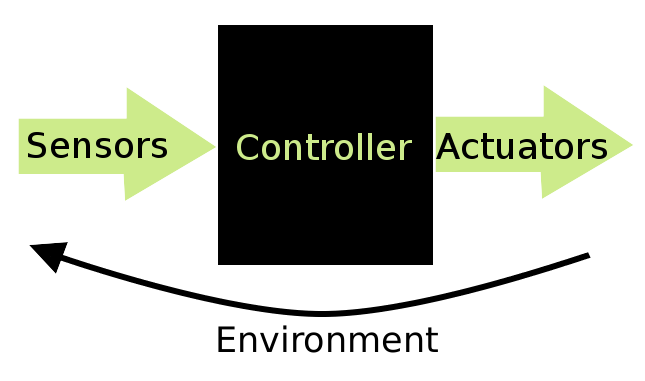 Sensors
Controller
Actuators
Environment